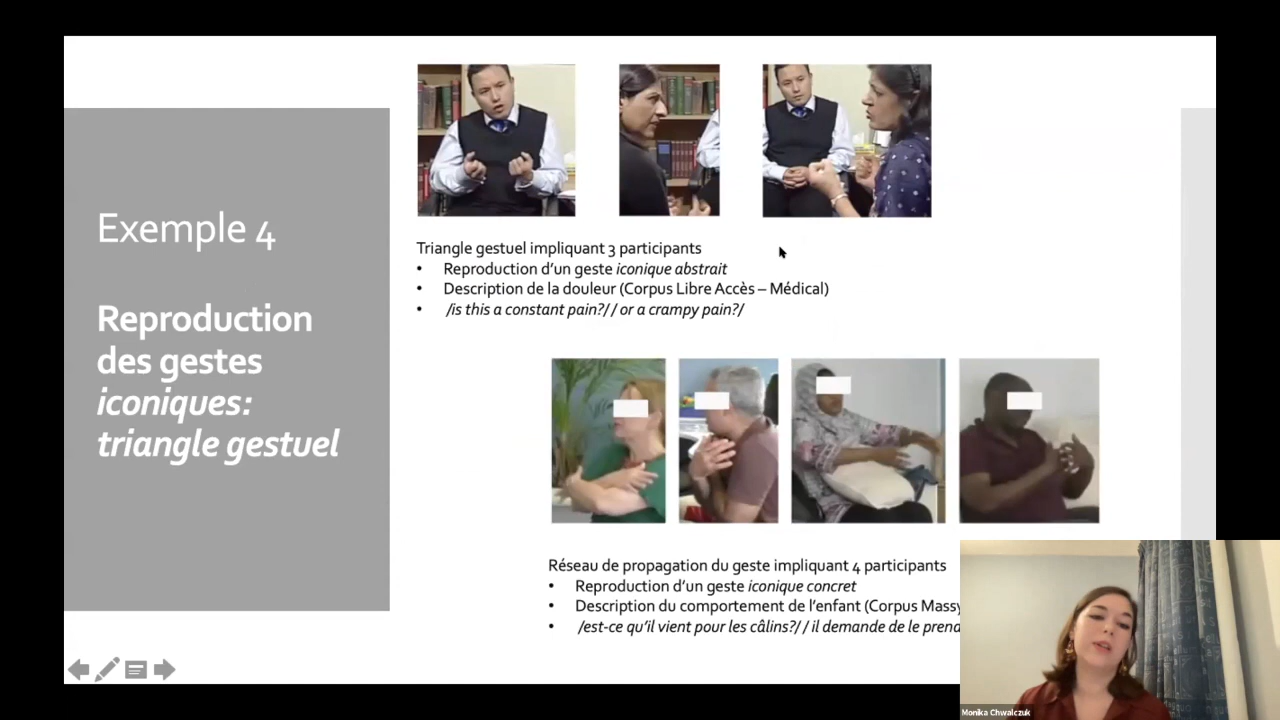 Exemple 4
Reproduction
des gestes
iconiques:
triangle gestuel
Triangle gestuel impliquant 3 participants
• Reproduction d'un geste iconique abstrait
• Description de la douleur (Corpus Libre Accès – Médical)
• /is this a constant pain?/ / or a crampy pain?/
Réseau de propagation du geste impliquant 4 participants
• Reproduction d'un geste iconique concret
• Description du comportement de l'enfant (Corpus Massy
• /est-ce qu'il vient pour les câlins?/ / il demande de le prend
Monika Chwalczuk